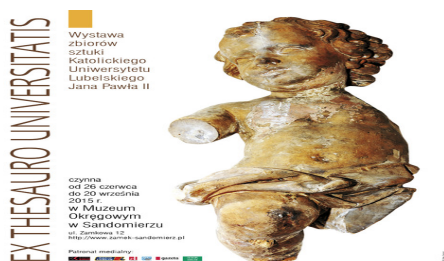 EX THESAURO UNIVERSITATIS
Wystawa
zbiorów
sztuki
Katolickiego
Uniwersytetu
Lubelskiego
Jana Pawła II
czynna
od 26 czerwca
do 20 września
2015 r.
w Muzeum
Okręgowym
w Sandomierzu
ul. Zamkowa 12
http://www.zamek-sandomierz.pl
Patronat medialny: